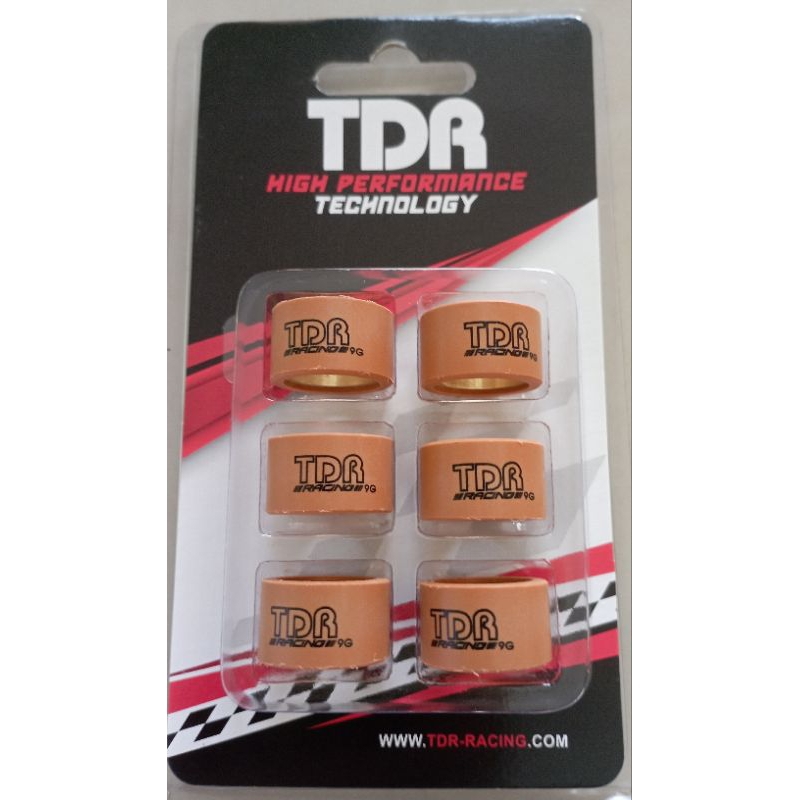 TDR
HIGH PERFORMANCE
TECHNOLOGY
TDR
RACING 9G
TDR
RACING 9G
TDR
RACING 9G
TDR
RACING 9G
TDR
RACING 9G
TDR
RACING 9G
WWW.TDR-RACING.COM